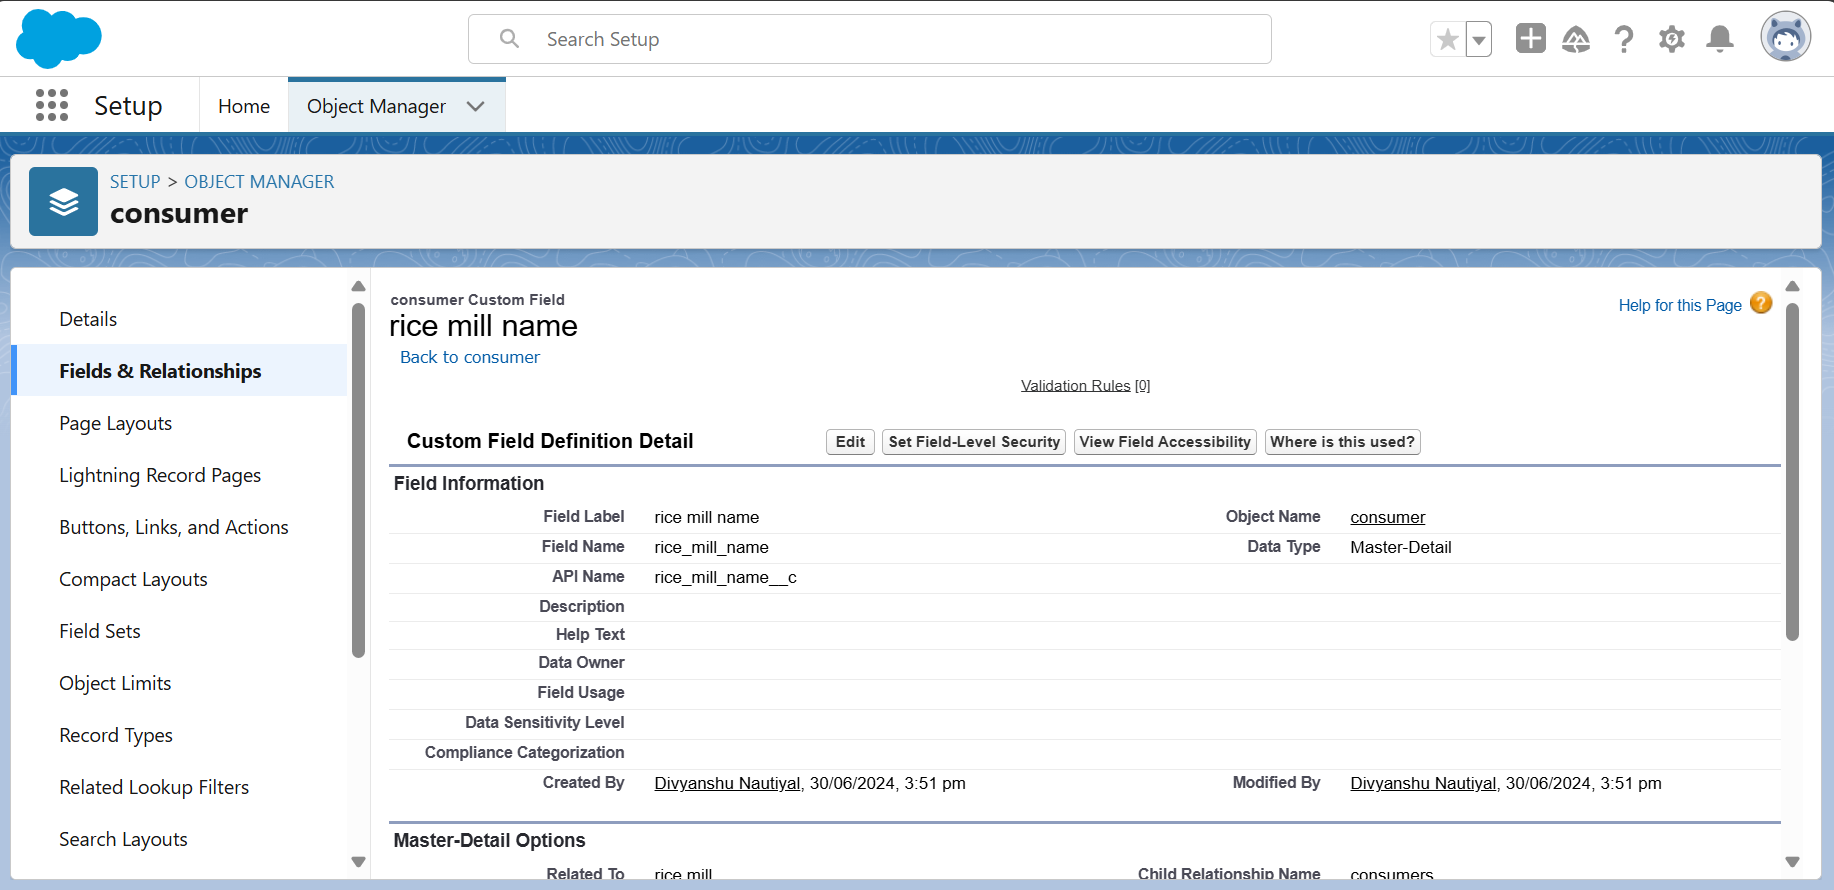 Search Setup
Setup
Home
Object Manager
SETUP > OBJECT MANAGER
consumer
Details
Fields & Relationships
Page Layouts
Lightning Record Pages
Buttons, Links, and Actions
Compact Layouts
Field Sets
Object Limits
Record Types
Related Lookup Filters
Search Layouts
consumer Custom Field
rice mill name
Back to consumer
Help for this Page ?
Validation Rules [0]
Custom Field Definition Detail
Edit
Set Field-Level Security
View Field Accessibility
Where is this used?
Field Information
Field Label rice mill name Object Name consumer
Field Name rice_mill_name Data Type Master-Detail
API Name rice_mill_name__c
Description
Help Text
Data Owner
Field Usage
Data Sensitivity Level
Compliance Categorization
Created By Divyanshu Nautiyal, 30/06/2024, 3:51 pm Modified By Divyanshu Nautiyal, 30/06/2024, 3:51 pm
Master-Detail Options
Related To rice mill Child Relationship Name consumers